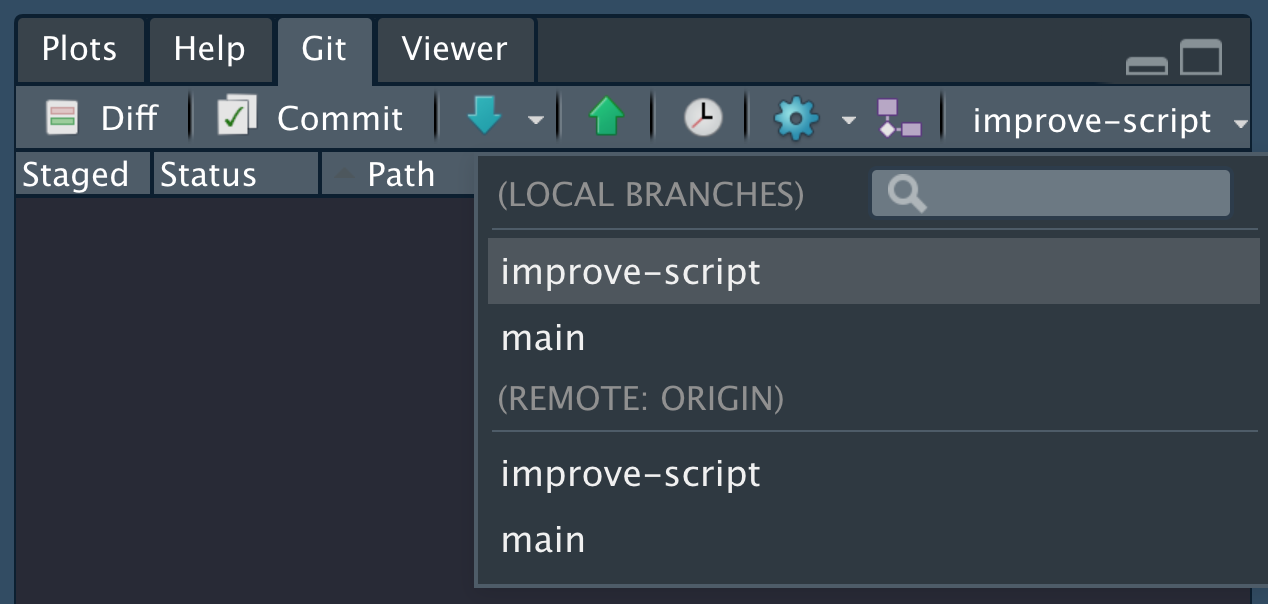 Plots Help Git Viewer
Diff Commit improve-script
Staged Status Path
(LOCAL BRANCHES)
improve-script
main
(REMOTE: ORIGIN)
improve-script
main